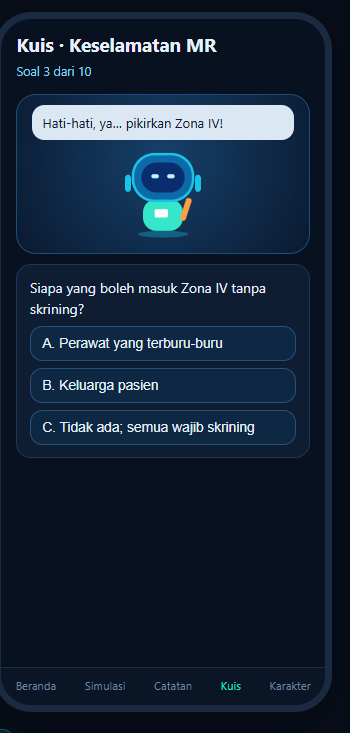 Kuis · Keselamatan MR
Soal 3 dari 10
Hati-hati, ya... pikirkan Zona IV!
Siapa yang boleh masuk Zona IV tanpa
skrining?
A. Perawat yang terburu-buru
B. Keluarga pasien
C. Tidak ada; semua wajib skrining
Beranda Simulasi Catatan Kuis Karakter